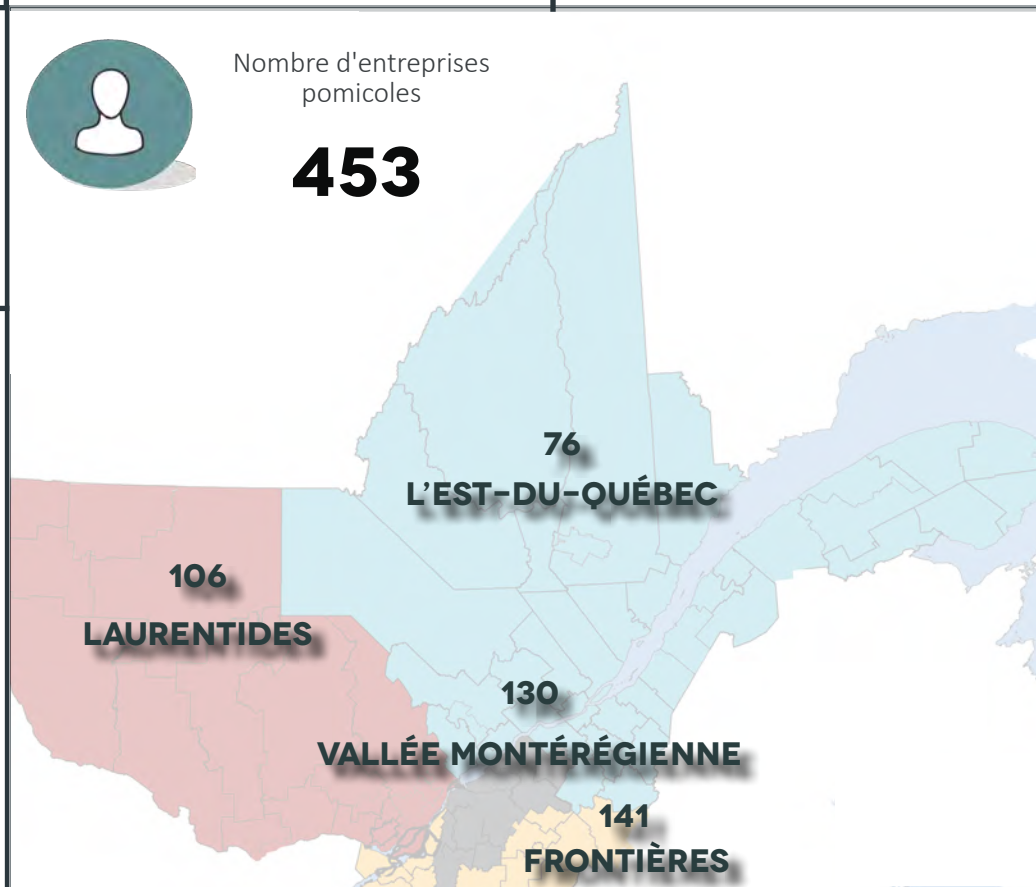 Nombre d'entreprises
pomicoles
453
76
L'EST-DU-QUÉBEC
106
LAURENTIDES
130
VALLÉE MONTÉRÉGIENNE
141
FRONTIÈRES